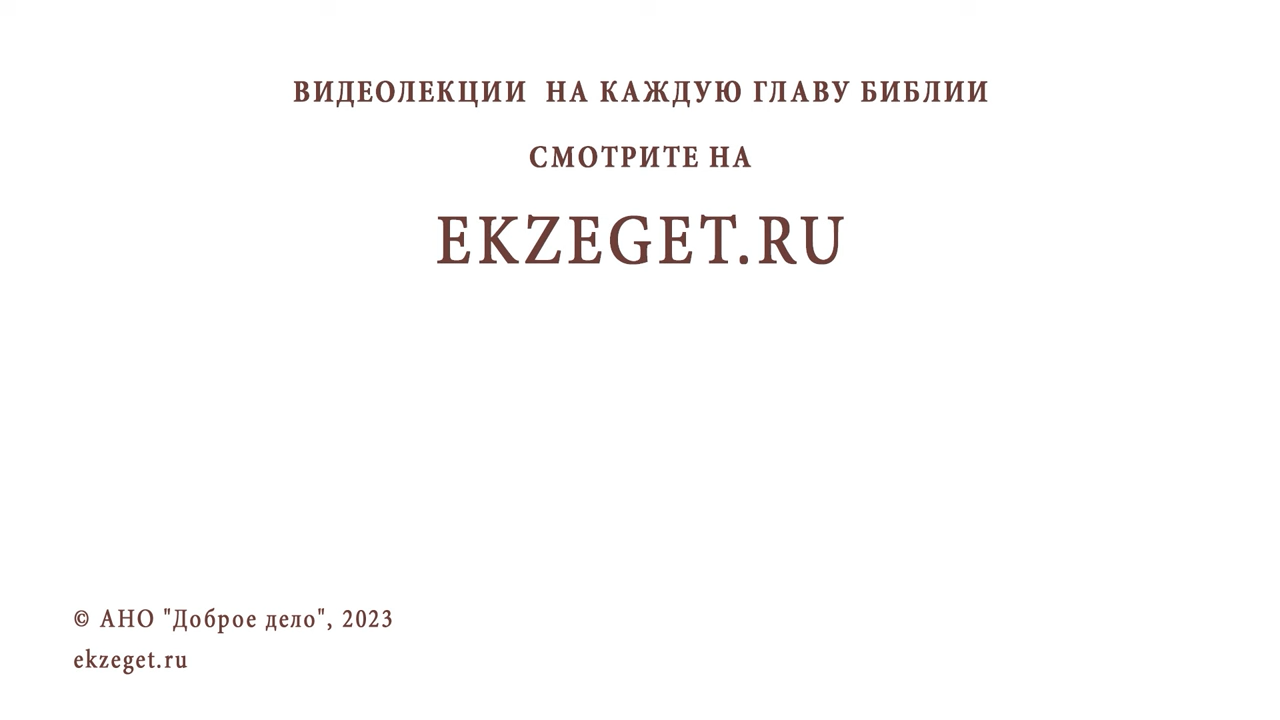 ВИДЕОЛЕКЦИИ НА КАЖДУЮ ГЛАВУ БИБЛИИ
СМОТРИТЕ НА
EKZEGET.RU
© АНО "Доброе дело", 2023
ekzeget.ru